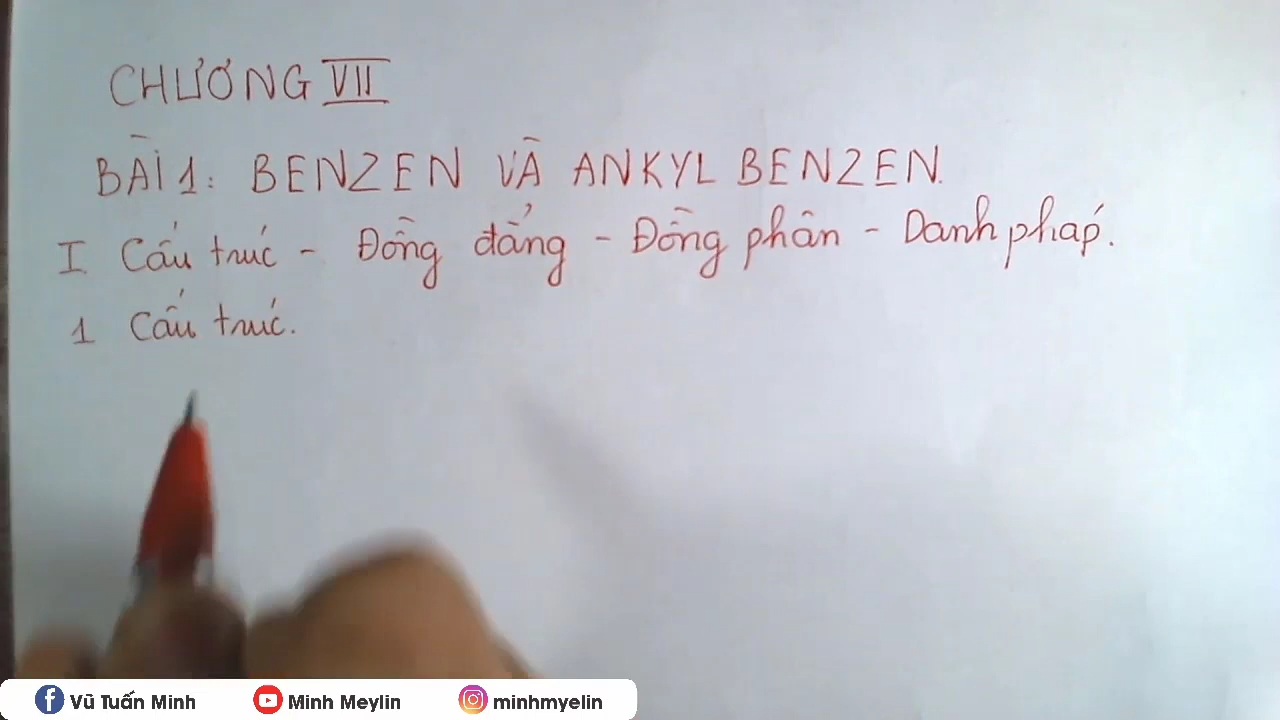 CHƯƠNG VII
BÀI 1: BENZEN VÀ ANKYL BENZEN.
I. Cấu trúc - Đồng đẳng - Đồng phân - Danh pháp.
1 Cấu trúc.
Vũ Tuấn Minh Minh Meylin minhmyelin